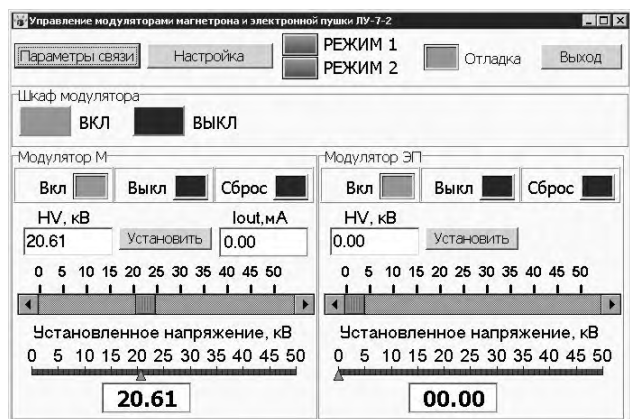 Управление модуляторами магнетрона и электронной пушки ЛУ-7-2
Параметры связи Настройка РЕЖИМ 1 РЕЖИМ 2 Отладка Выход
Шкаф модулятора
ВКЛ ВЫКЛ
Модулятор М
Вкл Выкл Сброс
HV, кВ Iout,мА
20.61 Установить 0.00
0 5 10 15 20 25 30 35 40 45 50
Установленное напряжение, кВ
0 5 10 15 20 25 30 35 40 45 50
20.61
Модулятор ЭП
Вкл Выкл Сброс
HV, кВ
0.00 Установить
0 5 10 15 20 25 30 35 40 45 50
Установленное напряжение, кВ
0 5 10 15 20 25 30 35 40 45 50
00.00